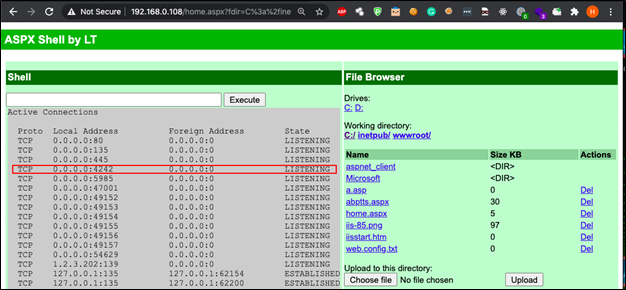 Not Secure | 192.168.0.108/home.aspx?fdir=C%3a%2fine
ASPX Shell by LT
Shell
Execute
Active Connections
Proto Local Address Foreign Address State
TCP 0.0.0.0:80 0.0.0.0:0 LISTENING
TCP 0.0.0.0:135 0.0.0.0:0 LISTENING
TCP 0.0.0.0:445 0.0.0.0:0 LISTENING
TCP 0.0.0.0:4242 0.0.0.0:0 LISTENING
TCP 0.0.0.0:5985 0.0.0.0:0 LISTENING
TCP 0.0.0.0:47001 0.0.0.0:0 LISTENING
TCP 0.0.0.0:49152 0.0.0.0:0 LISTENING
TCP 0.0.0.0:49153 0.0.0.0:0 LISTENING
TCP 0.0.0.0:49154 0.0.0.0:0 LISTENING
TCP 0.0.0.0:49155 0.0.0.0:0 LISTENING
TCP 0.0.0.0:49156 0.0.0.0:0 LISTENING
TCP 0.0.0.0:49157 0.0.0.0:0 LISTENING
TCP 0.0.0.0:54629 0.0.0.0:0 LISTENING
TCP 1.2.3.202:139 0.0.0.0:0 LISTENING
TCP 127.0.0.1:135 127.0.0.1:62154 ESTABLISHED
TCP 127.0.0.1:135 127.0.0.1:62200 ESTABLISHED
File Browser
Drives:
C: D:
Working directory:
C:/ inetpub/ wwwroot/
Name Size KB Actions
aspnet_client <DIR>
Microsoft <DIR>
a.asp 0 Del
abptts.aspx 30 Del
home.aspx 5 Del
iis-85.png 97 Del
iisstart.htm 0 Del
web.config.txt 0 Del
Upload to this directory:
Choose file No file chosen Upload